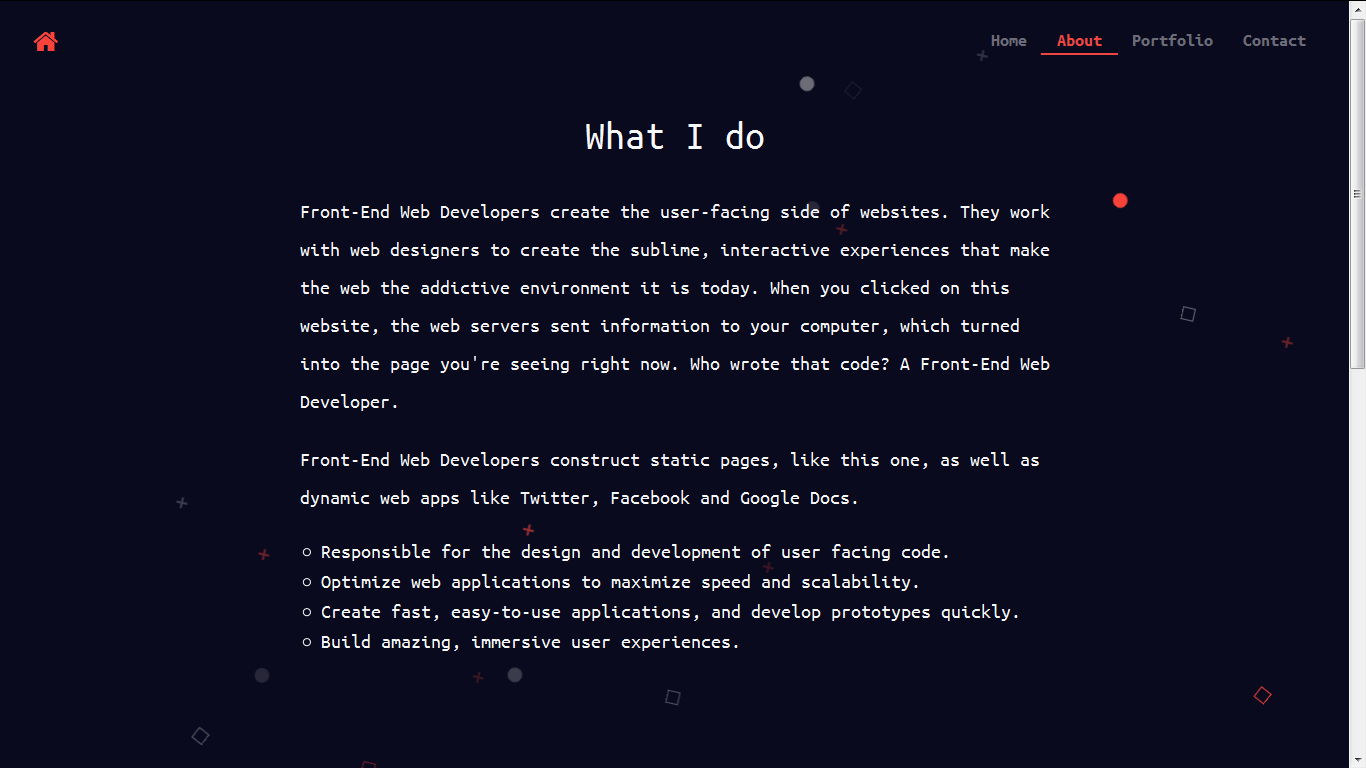 Home About Portfolio Contact
What I do
Front-End Web Developers create the user-facing side of websites. They work
with web designers to create the sublime, interactive experiences that make
the web the addictive environment it is today. When you clicked on this
website, the web servers sent information to your computer, which turned
into the page you're seeing right now. Who wrote that code? A Front-End Web
Developer.
Front-End Web Developers construct static pages, like this one, as well as
dynamic web apps like Twitter, Facebook and Google Docs.
Responsible for the design and development of user facing code.
Optimize web applications to maximize speed and scalability.
Create fast, easy-to-use applications, and develop prototypes quickly.
Build amazing, immersive user experiences.